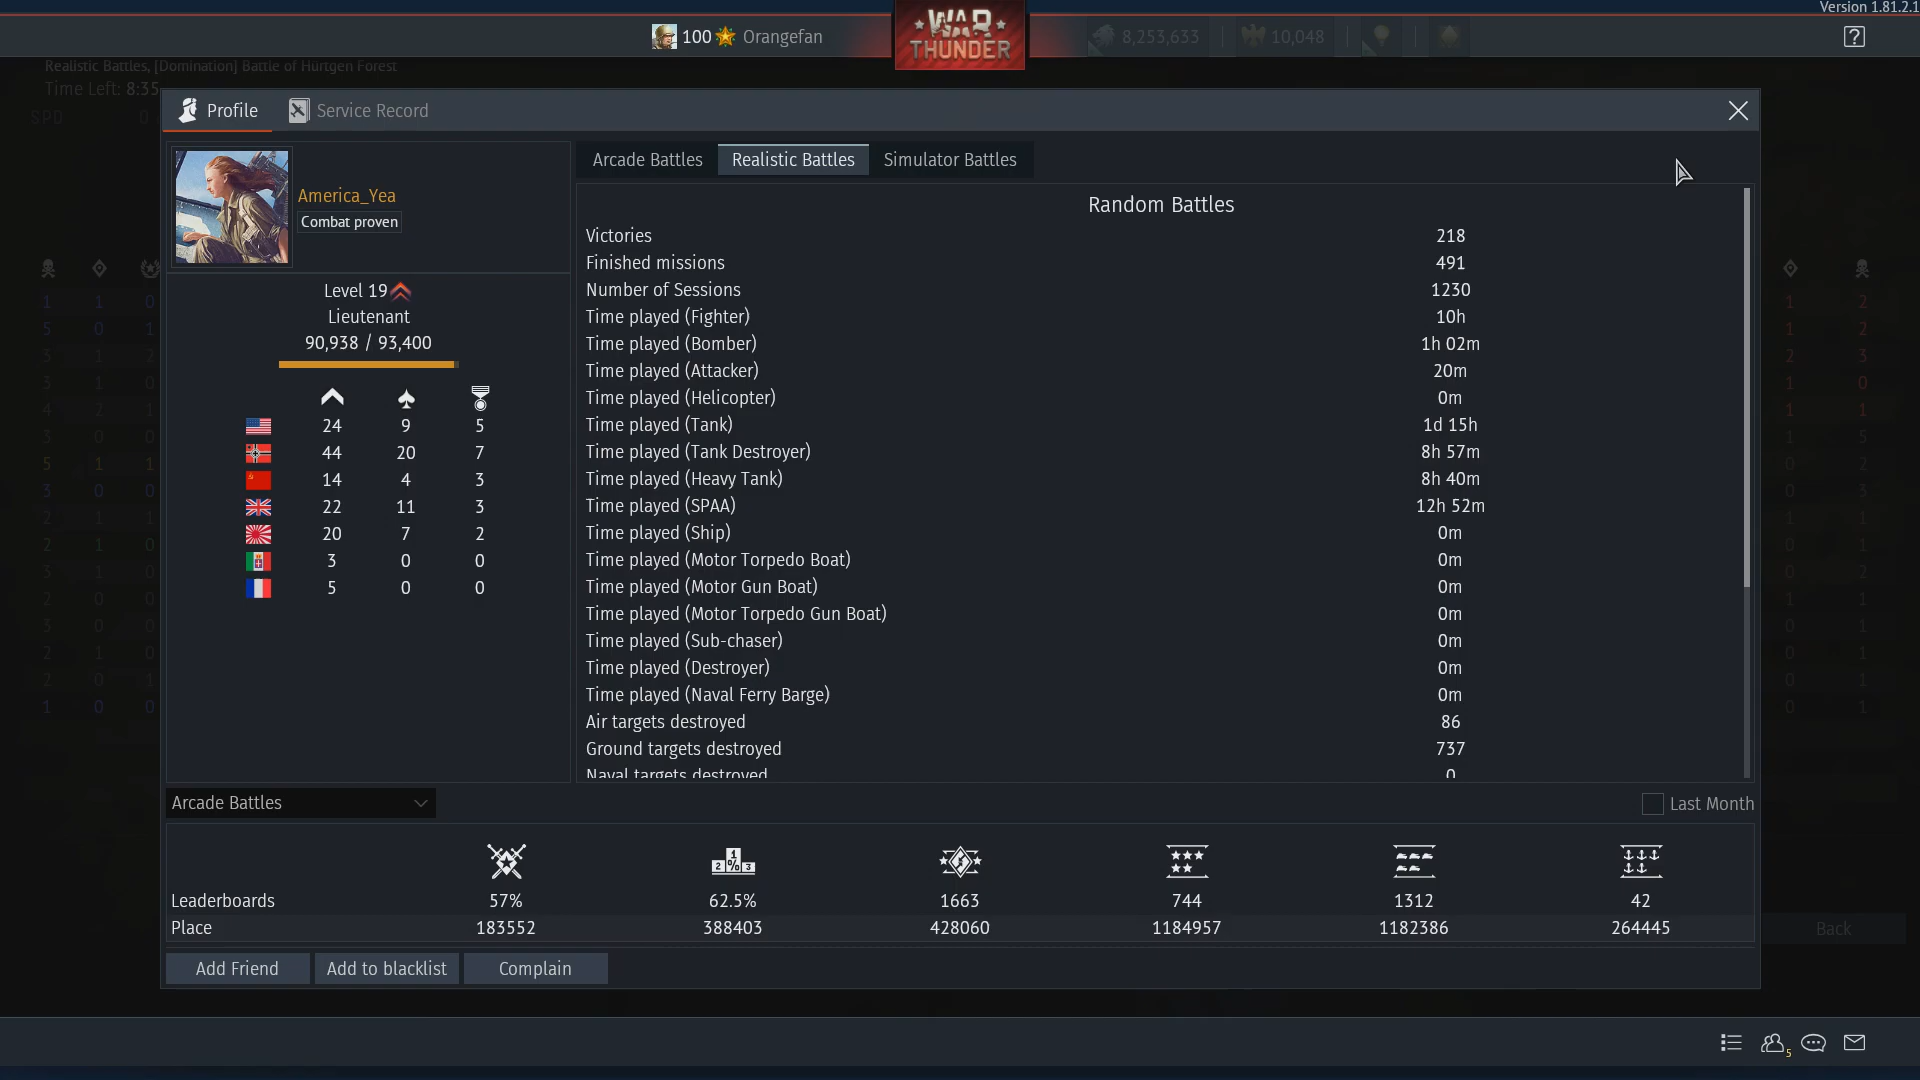 Version 1.81.2.1
100 Orangefan
WAR THUNDER
8,253,633
10,048
Realistic Battles, [Domination] Battle of Hürtgen Forest
Time Left: 8:35
SPD 0
Profile
Service Record
America_Yea
Combat proven
Level 19
Lieutenant
90,938 / 93,400
24 9 5
44 20 7
14 4 3
22 11 3
20 7 2
3 0 0
5 0 0
Arcade Battles
Realistic Battles
Simulator Battles
Random Battles
Victories 218
Finished missions 491
Number of Sessions 1230
Time played (Fighter) 10h
Time played (Bomber) 1h 02m
Time played (Attacker) 20m
Time played (Helicopter) 0m
Time played (Tank) 1d 15h
Time played (Tank Destroyer) 8h 57m
Time played (Heavy Tank) 8h 40m
Time played (SPAA) 12h 52m
Time played (Ship) 0m
Time played (Motor Torpedo Boat) 0m
Time played (Motor Gun Boat) 0m
Time played (Motor Torpedo Gun Boat) 0m
Time played (Sub-chaser) 0m
Time played (Destroyer) 0m
Time played (Naval Ferry Barge) 0m
Air targets destroyed 86
Ground targets destroyed 737
Naval targets destroyed 0
Arcade Battles
Last Month
Leaderboards 57% 62.5% 1663 744 1312 42
Place 183552 388403 428060 1184957 1182386 264445
Add Friend
Add to blacklist
Complain
Back
5